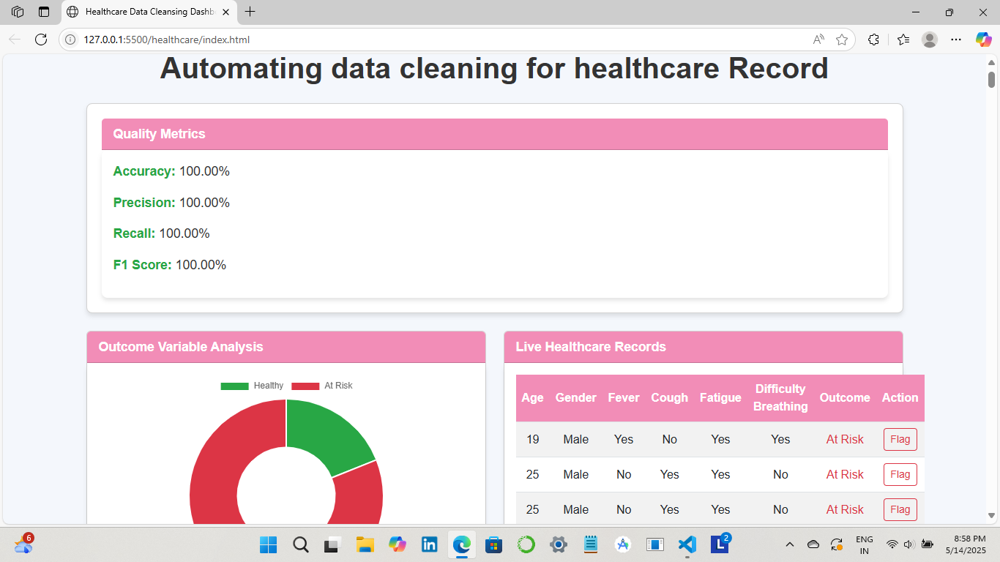 Healthcare Data Cleansing Dashb
127.0.0.1:5500/healthcare/index.html
Automating data cleaning for healthcare Record
Quality Metrics
Accuracy: 100.00%
Precision: 100.00%
Recall: 100.00%
F1 Score: 100.00%
Outcome Variable Analysis
Healthy At Risk
Live Healthcare Records
Age Gender Fever Cough Fatigue Difficulty Breathing Outcome Action
19 Male Yes No Yes Yes At Risk Flag
25 Male No Yes Yes No At Risk Flag
25 Male No Yes Yes No At Risk Flag
6
2
ENG
IN
8:58 PM
5/14/2025